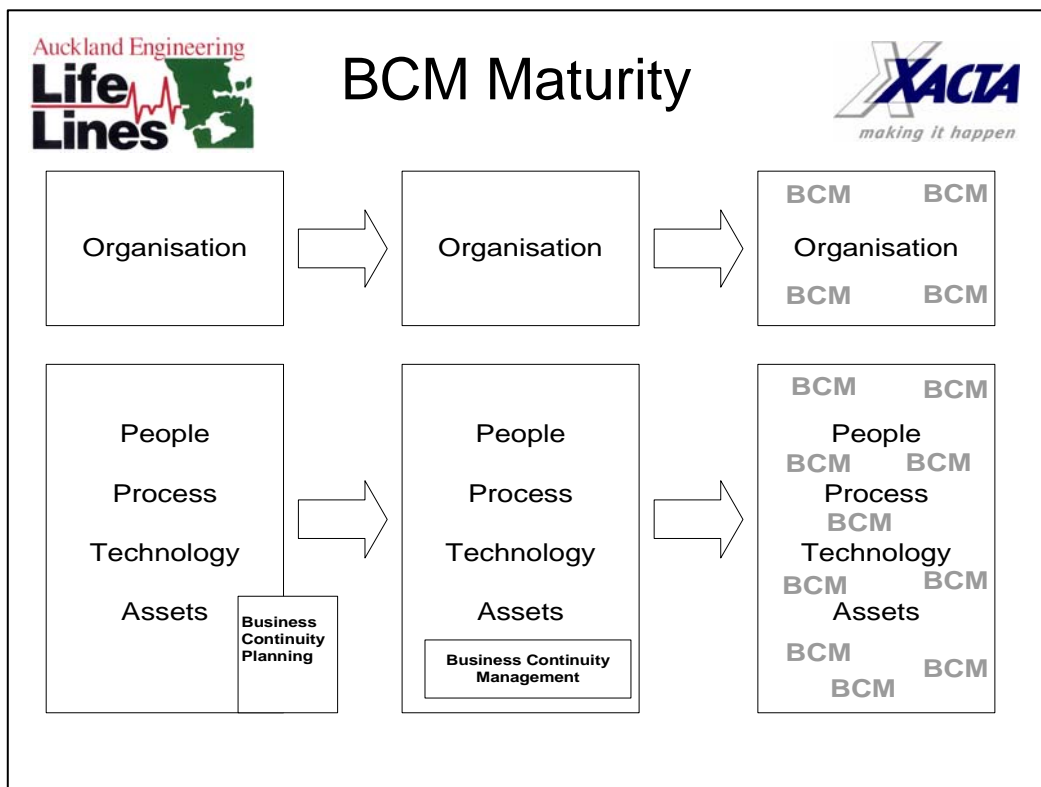 Auckland Engineering
Life
Lines
BCM Maturity
XACTA
making it happen
Organisation
Organisation
BCM BCM
Organisation
BCM BCM
People
Process
Technology
Assets
Business
Continuity
Planning
People
Process
Technology
Assets
Business Continuity
Management
BCM BCM
People
BCM BCM
Process
BCM
Technology
BCM BCM
Assets
BCM
BCM
BCM